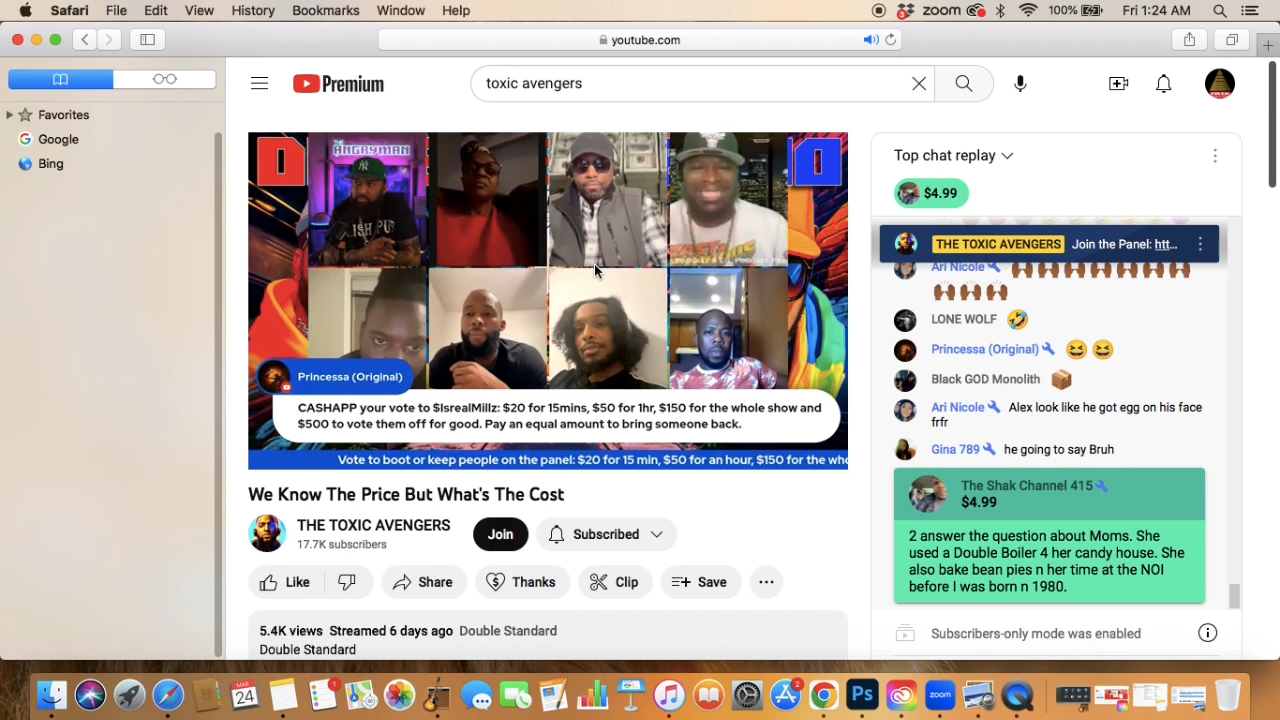 Safari File Edit View History Bookmarks Window Help 3 zoom 100% Fri 1:24 AM
youtube.com
Favorites
Google
Bing
Premium
toxic avengers
ANGRYMAN
Princessa (Original)
CASHAPP your vote to $IsrealMillz: $20 for 15mins, $50 for 1hr, $150 for the whole show and
$500 to vote them off for good. Pay an equal amount to bring someone back.
Vote to boot or keep people on the panel: $20 for 15 min, $50 for an hour, $150 for the who
We Know The Price But What's The Cost
THE TOXIC AVENGERS
17.7K subscribers
Join
Subscribed
Like
Share
Thanks
Clip
Save
5.4K views Streamed 6 days ago Double Standard
Double Standard
Top chat replay
$4.99
THE TOXIC AVENGERS Join the Panel: htt...
Ari Nicole 🙌🏾🙌🏾🙌🏾🙌🏾🙌🏾🙌🏾🙌🏾
🙌🏾🙌🏾🙌🏾
LONE WOLF 🤣
Princessa (Original) 😆😆
Black GOD Monolith 📦
Ari Nicole Alex look like he got egg on his face
frfr
Gina 789 he going to say Bruh
The Shak Channel 415
$4.99
2 answer the question about Moms. She
used a Double Boiler 4 her candy house. She
also bake bean pies n her time at the NOI
before I was born n 1980.
Subscribers-only mode was enabled
MAR
24
1
2
Ps
zoom